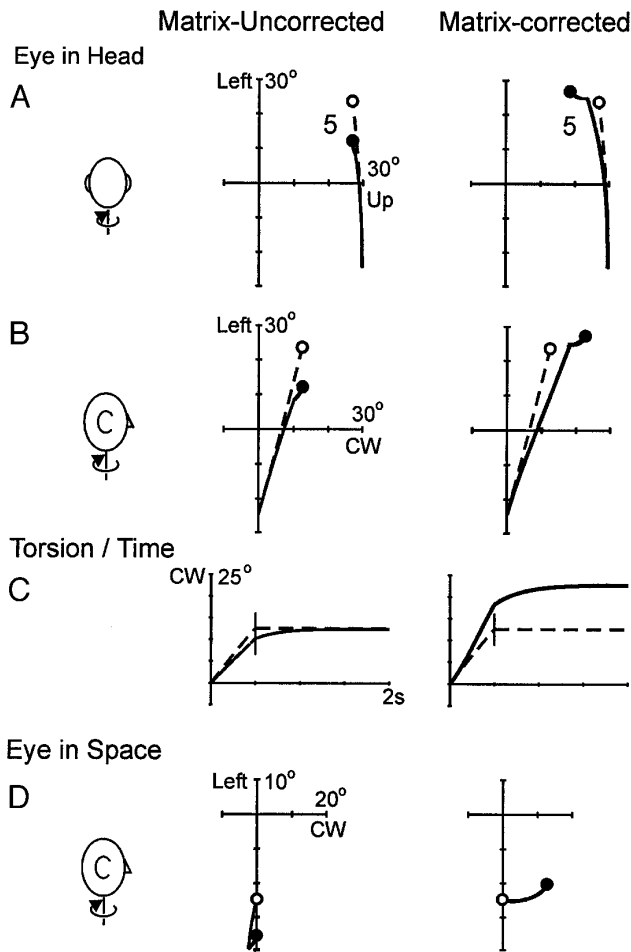 Matrix-Uncorrected Matrix-corrected
Eye in Head
A
Left 30°
5
30°
Up
5
B
C
Left 30°
30°
CW
Torsion / Time
C
CW 25°
2s
Eye in Space
D
C
Left 10°
20°
CW